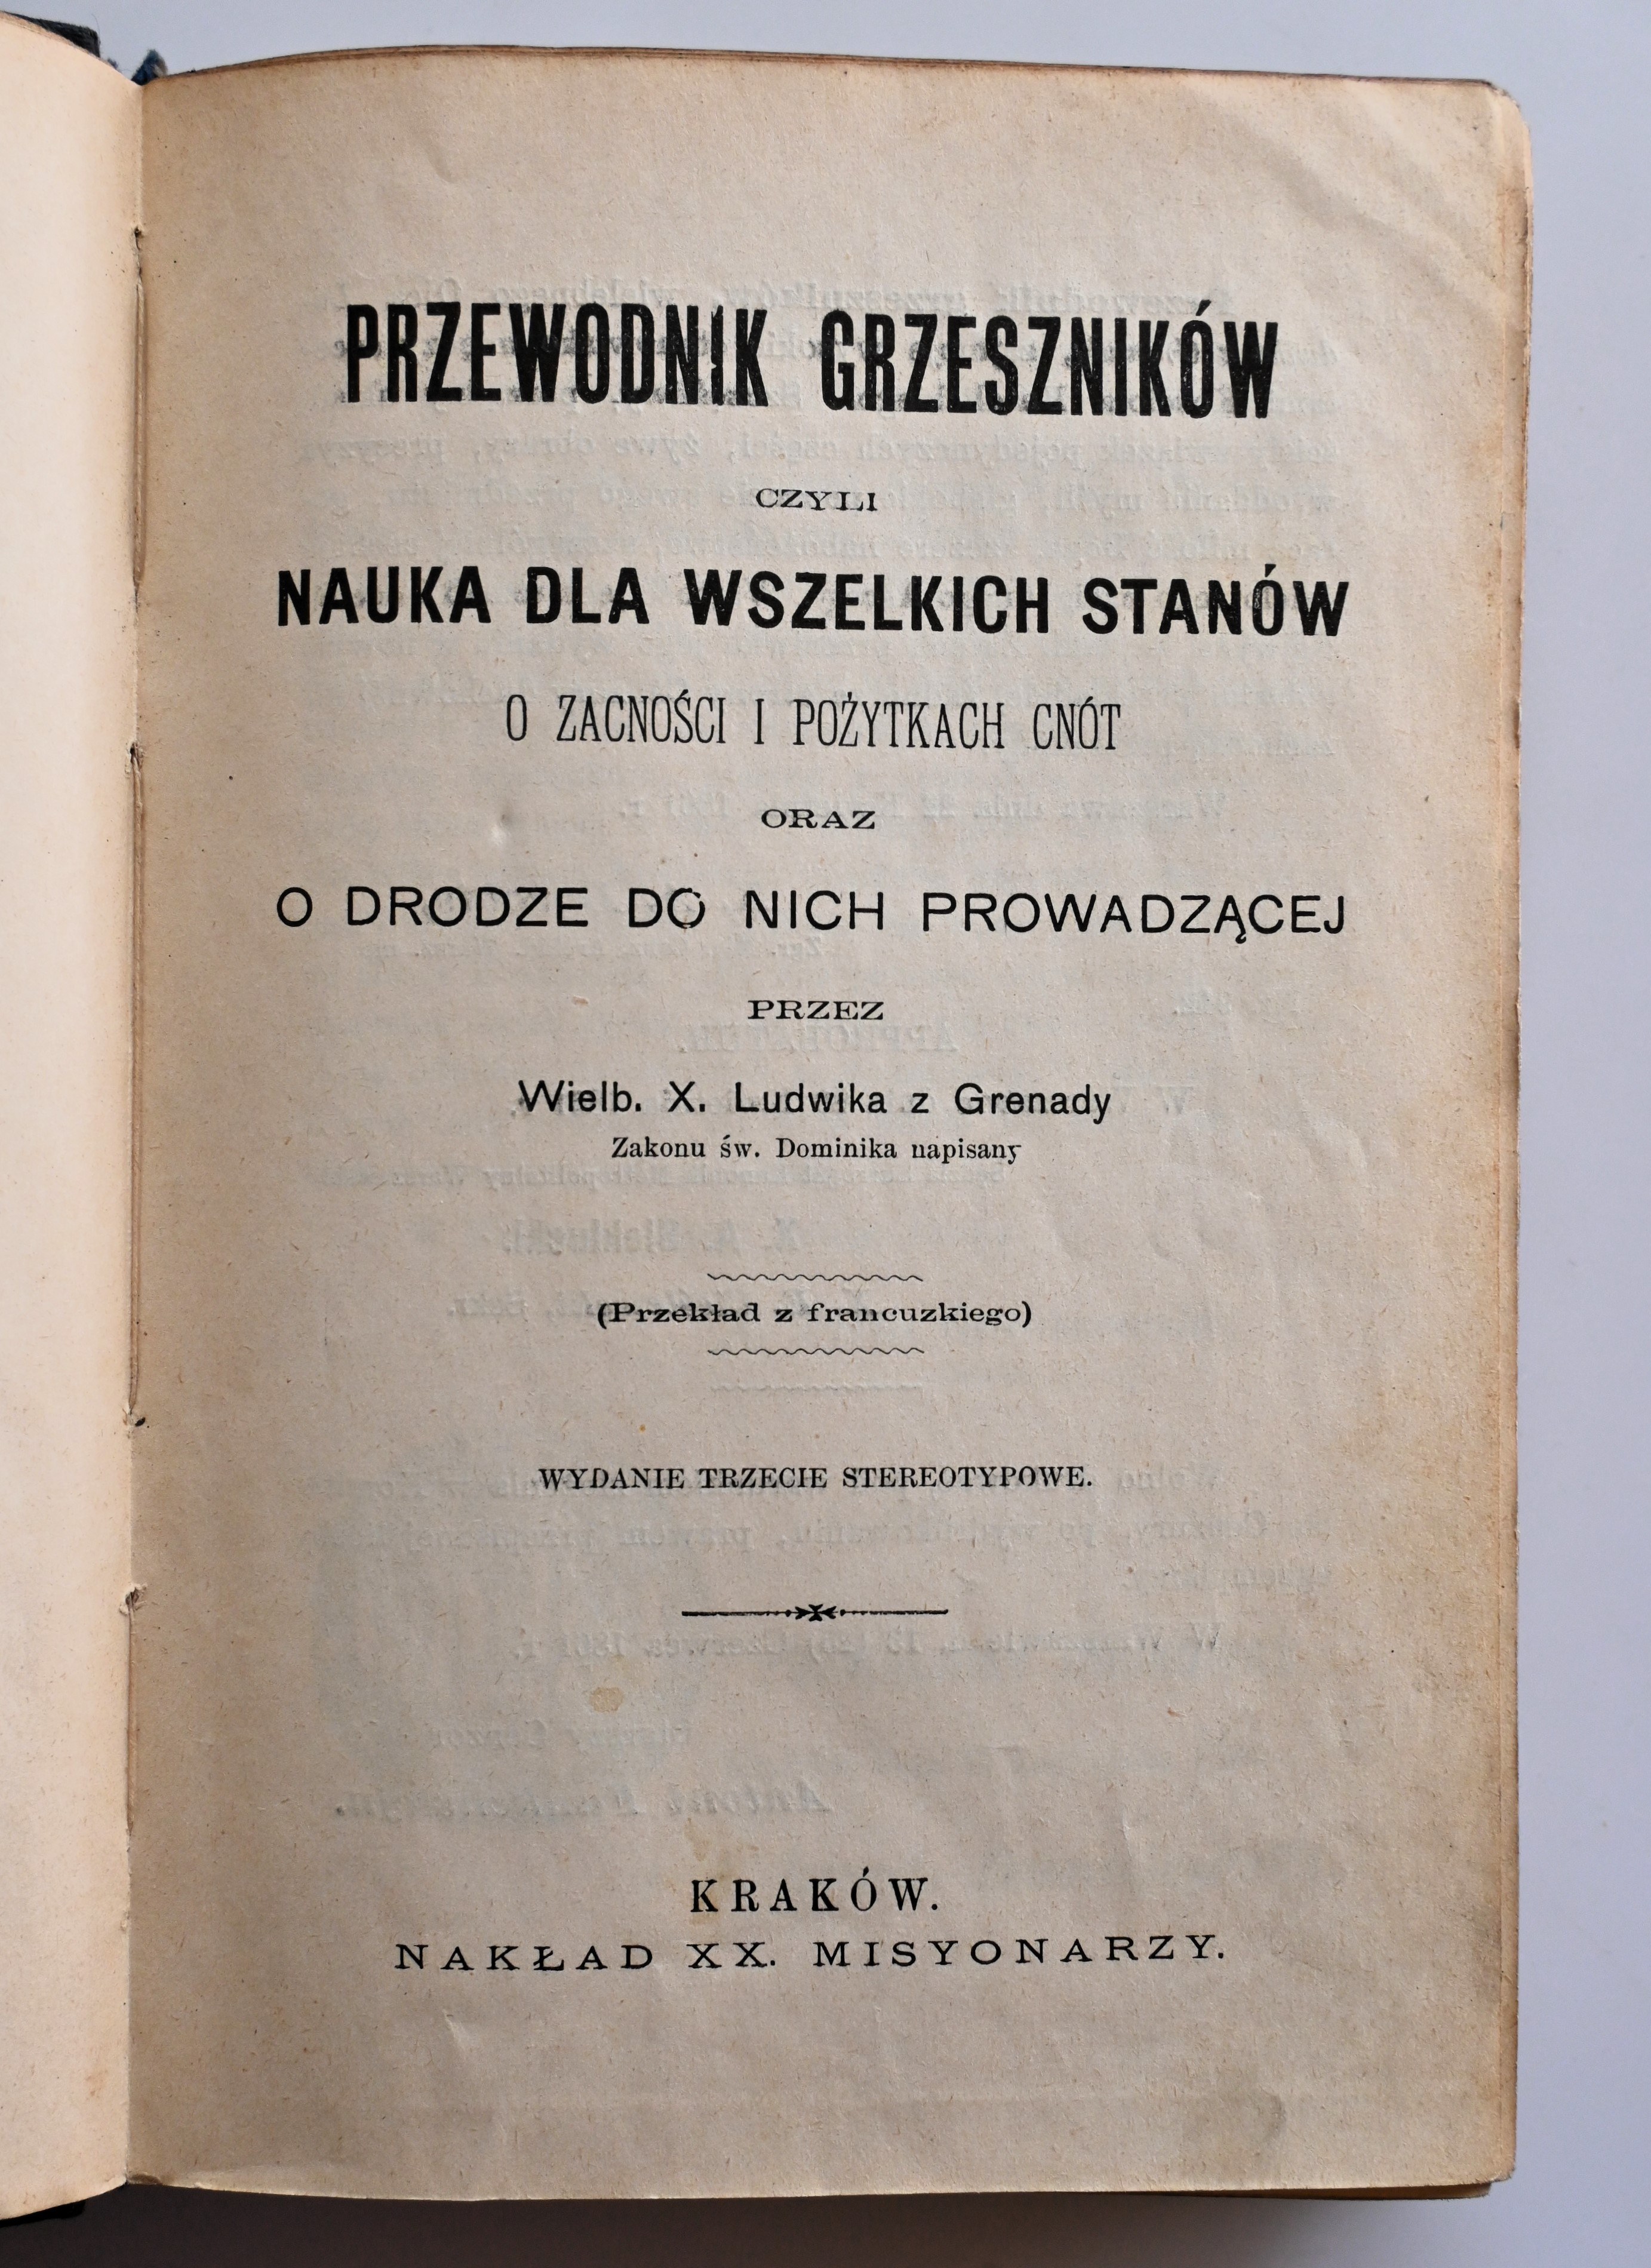 PRZEWODNIK GRZESZNIKÓW
CZYLI
NAUKA DLA WSZELKICH STANÓW
O ZACNOŚCI I POŻYTKACH CNÓT
ORAZ
O DRODZE DO NICH PROWADZĄCEJ
PRZEZ
Wielb. X. Ludwika z Grenady
Zakonu św. Dominika napisany
(Przekład z francuzkiego)
WYDANIE TRZECIE STEREOTYPOWE.
KRAKÓW.
NAKŁAD XX. MISYONARZY.